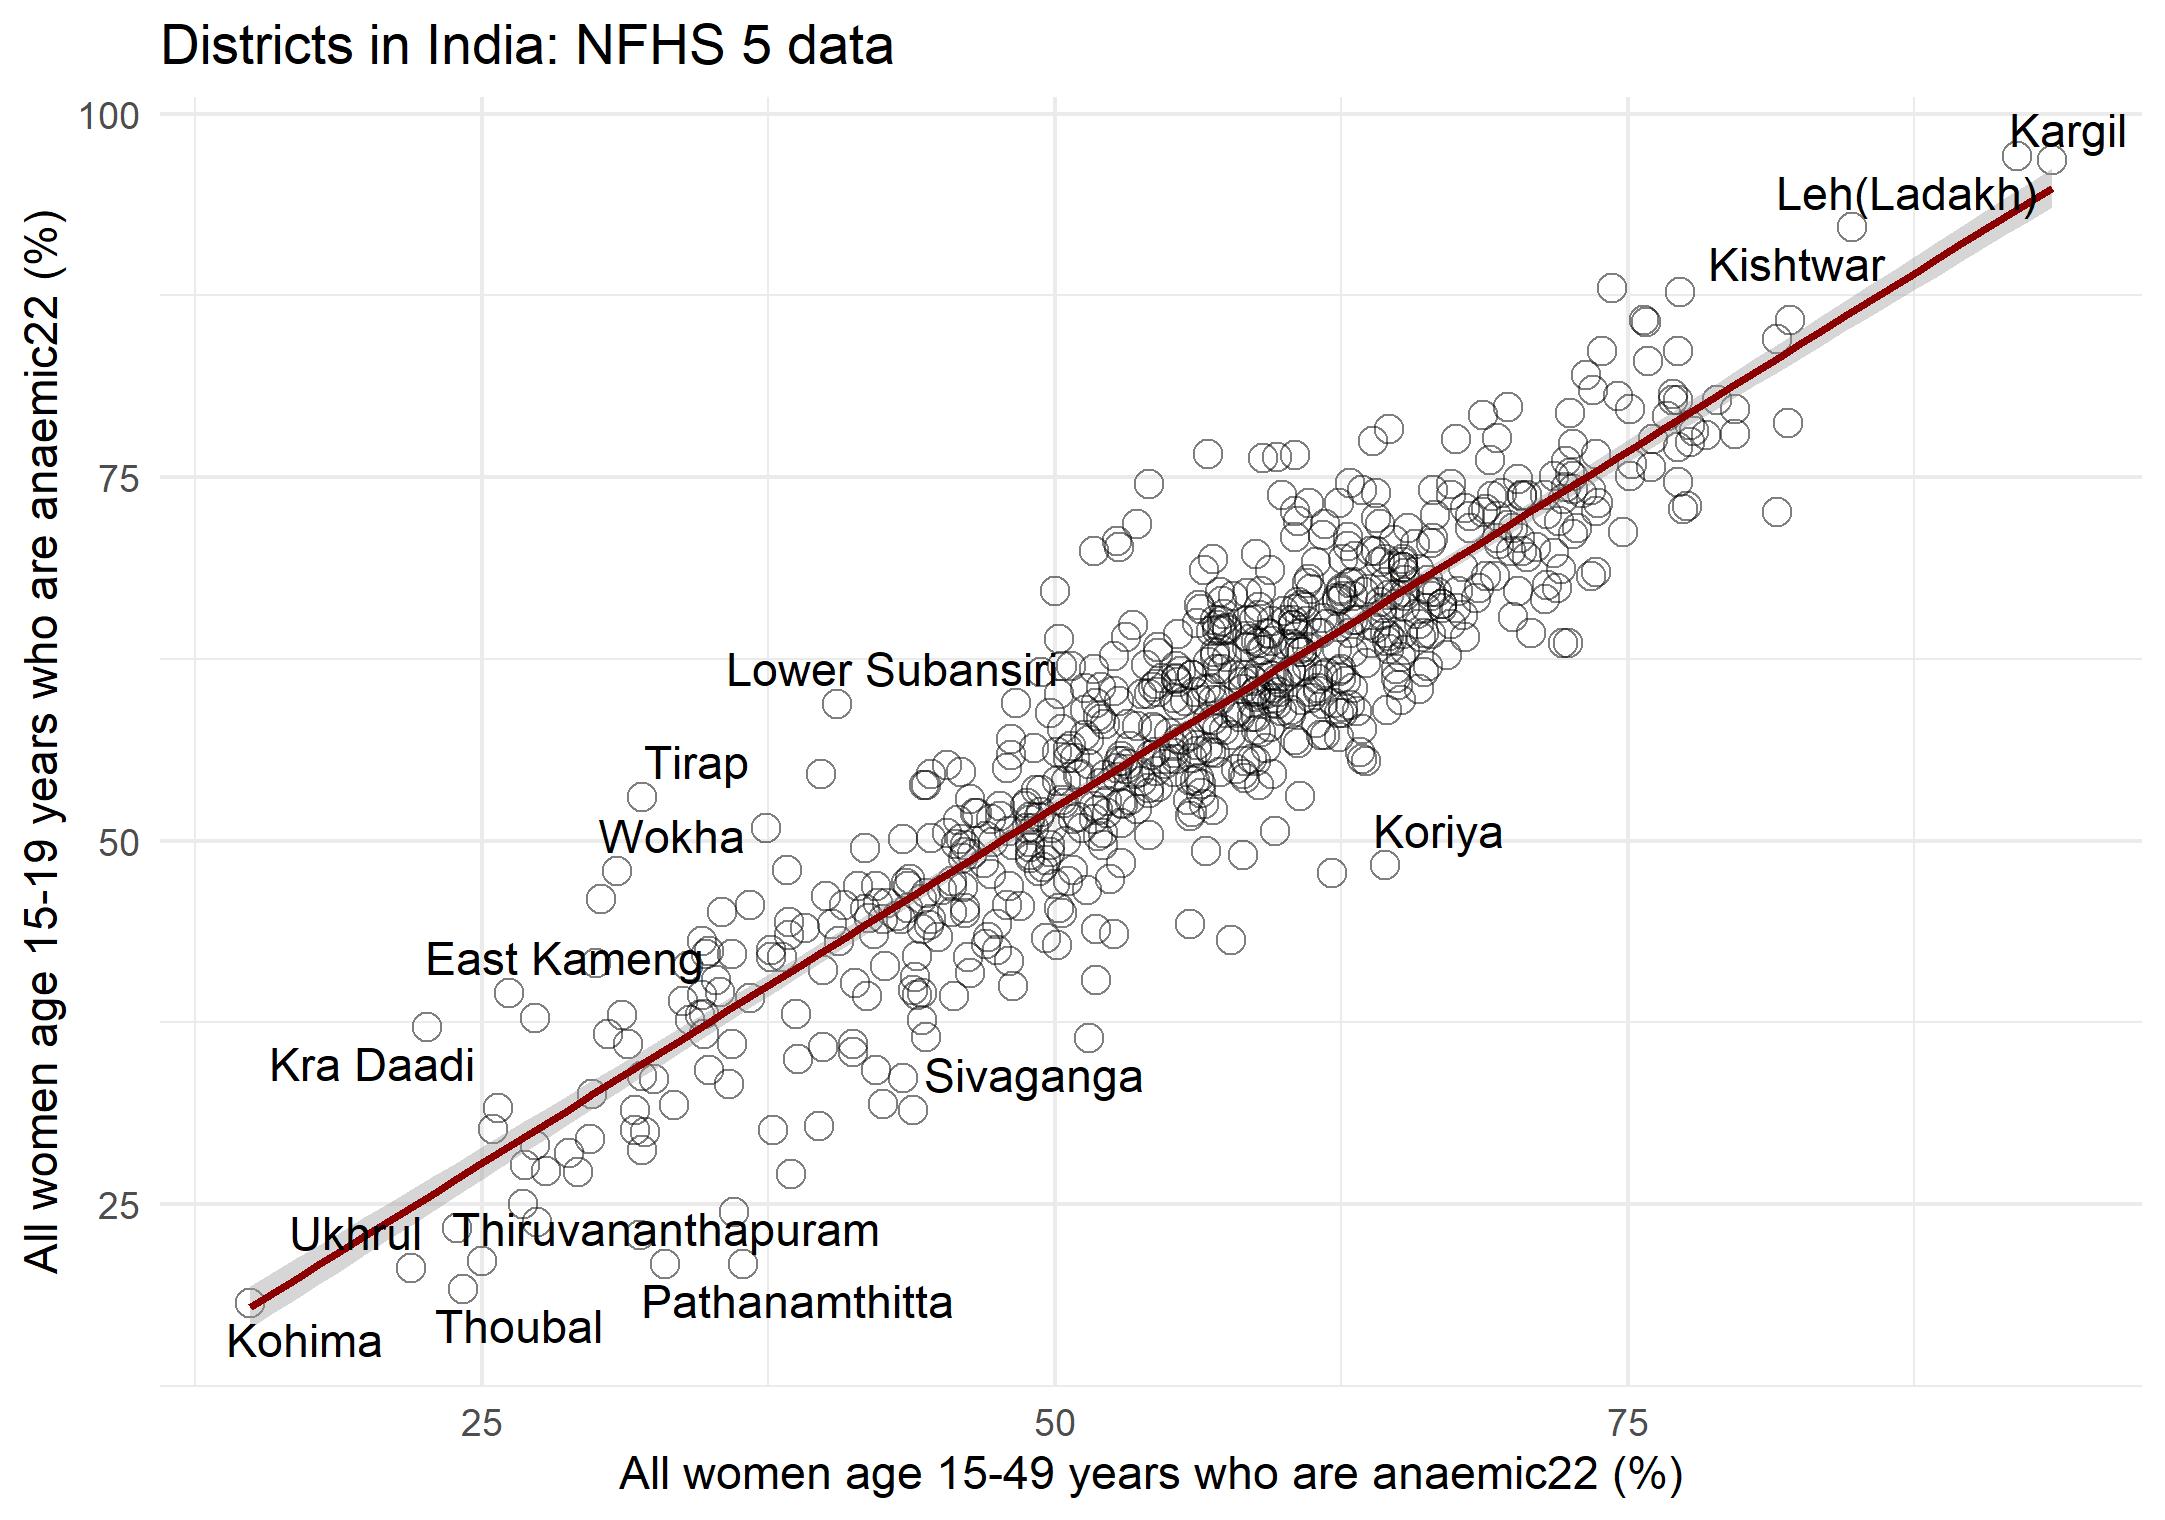 Districts in India: NFHS 5 data
100
Kargil
Leh(Ladakh)
Kishtwar
75
Lower Subansiri
Tirap
Wokha
50
Koriya
East Kameng
Kra Daadi
Sivaganga
25
Ukhrul
Thiruvananthapuram
Pathanamthitta
Thoubal
Kohima
25
50
75
All women age 15-49 years who are anaemic22 (%)
All women age 15-19 years who are anaemic22 (%)